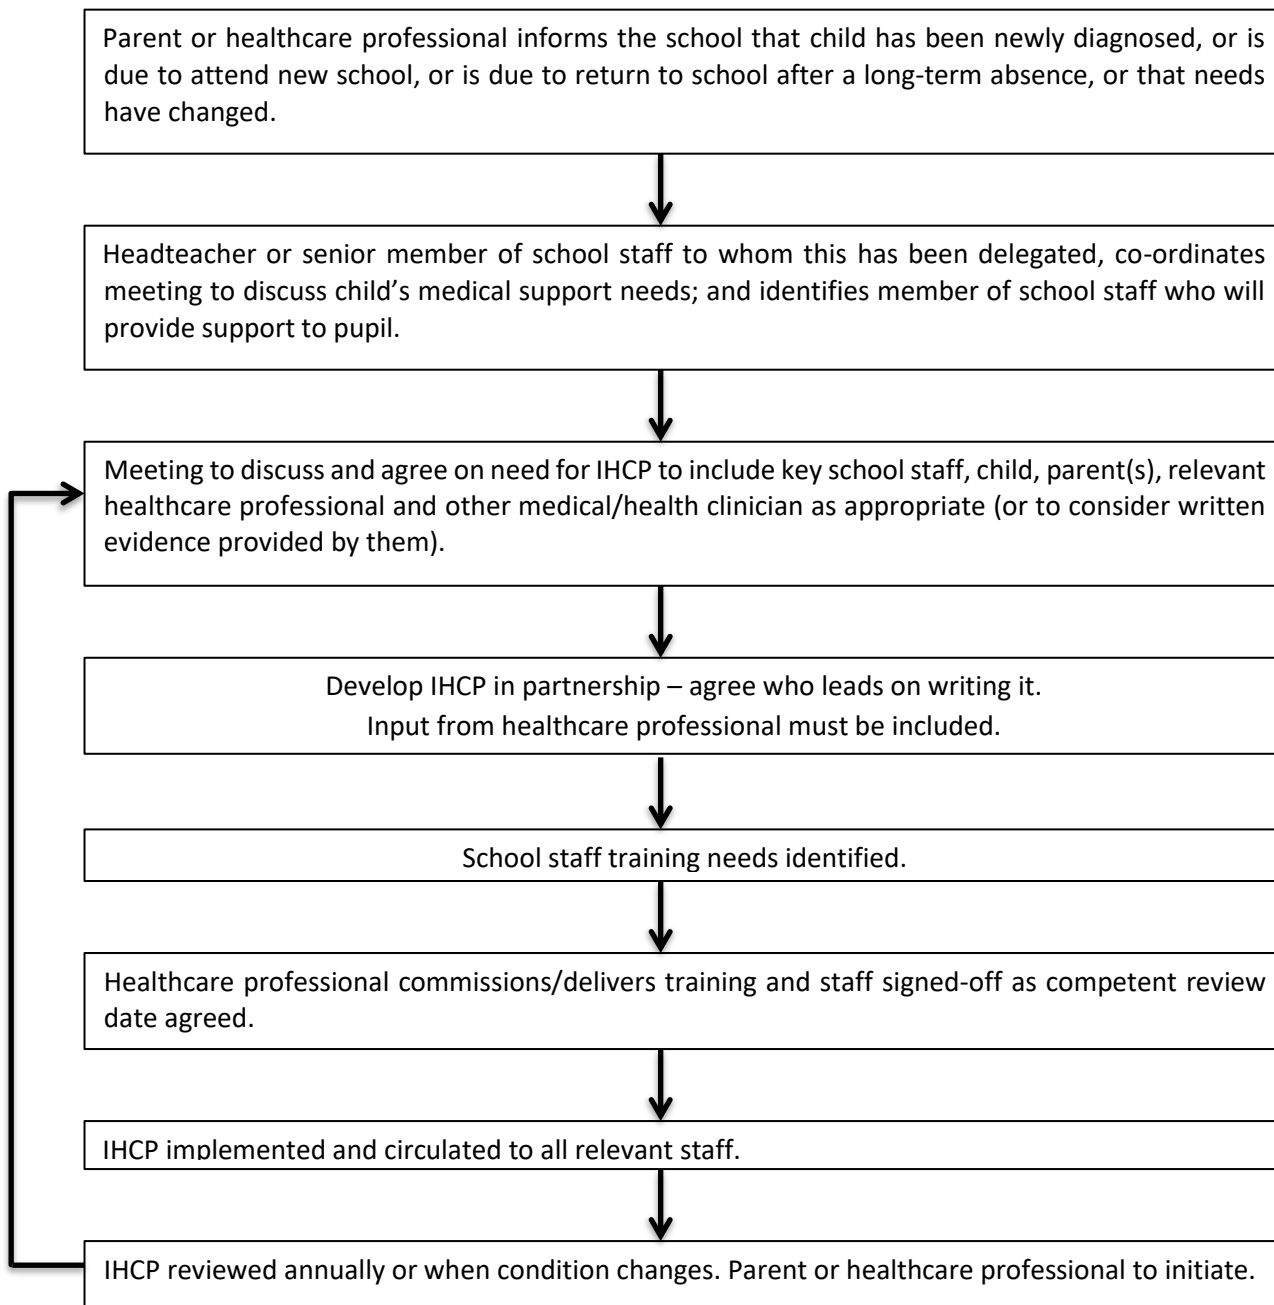 Parent or healthcare professional informs the school that child has been newly diagnosed, or is
due to attend new school, or is due to return to school after a long-term absence, or that needs
have changed.
Headteacher or senior member of school staff to whom this has been delegated, co-ordinates
meeting to discuss child’s medical support needs; and identifies member of school staff who will
provide support to pupil.
Meeting to discuss and agree on need for IHCP to include key school staff, child, parent(s), relevant
healthcare professional and other medical/health clinician as appropriate (or to consider written
evidence provided by them).
Develop IHCP in partnership – agree who leads on writing it.
Input from healthcare professional must be included.
School staff training needs identified.
Healthcare professional commissions/delivers training and staff signed-off as competent review
date agreed.
IHCP implemented and circulated to all relevant staff.
IHCP reviewed annually or when condition changes. Parent or healthcare professional to initiate.